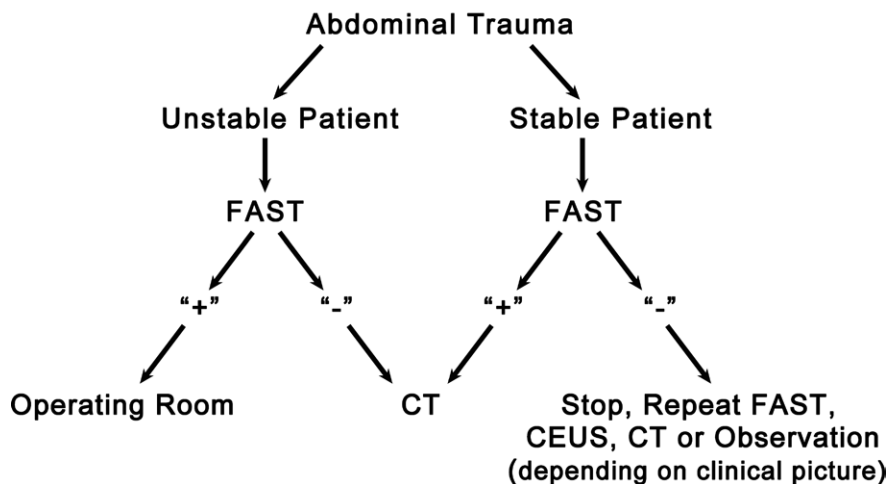 Abdominal Trauma
Unstable Patient
Stable Patient
FAST
FAST
“+”
“-”
“+”
“-”
Operating Room
CT
Stop, Repeat FAST,
CEUS, CT or Observation
(depending on clinical picture)